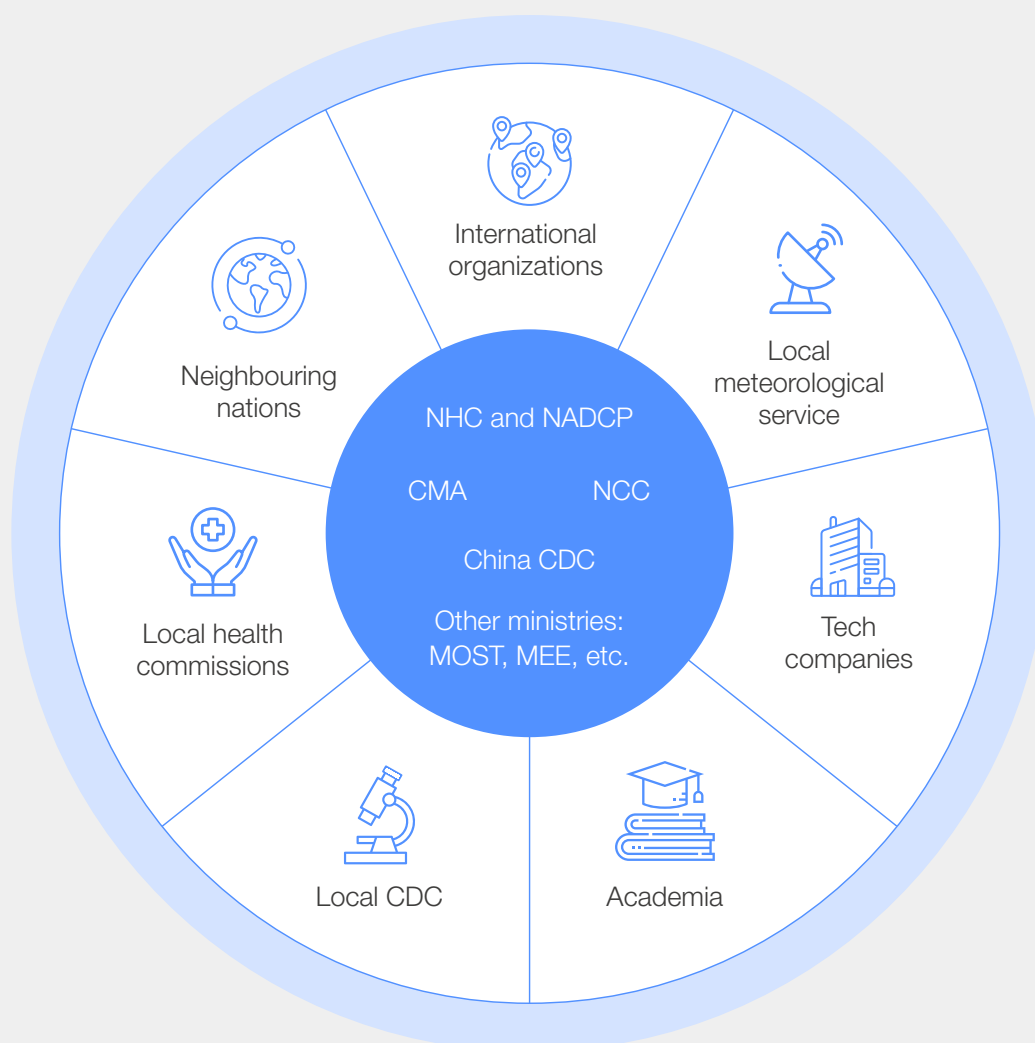 International
organizations
Local
meteorological
service
Neighbouring
nations
NHC and NADCP
CMA
NCC
China CDC
Other ministries:
MOST, MEE, etc.
Local health
commissions
Tech
companies
Local CDC
Academia